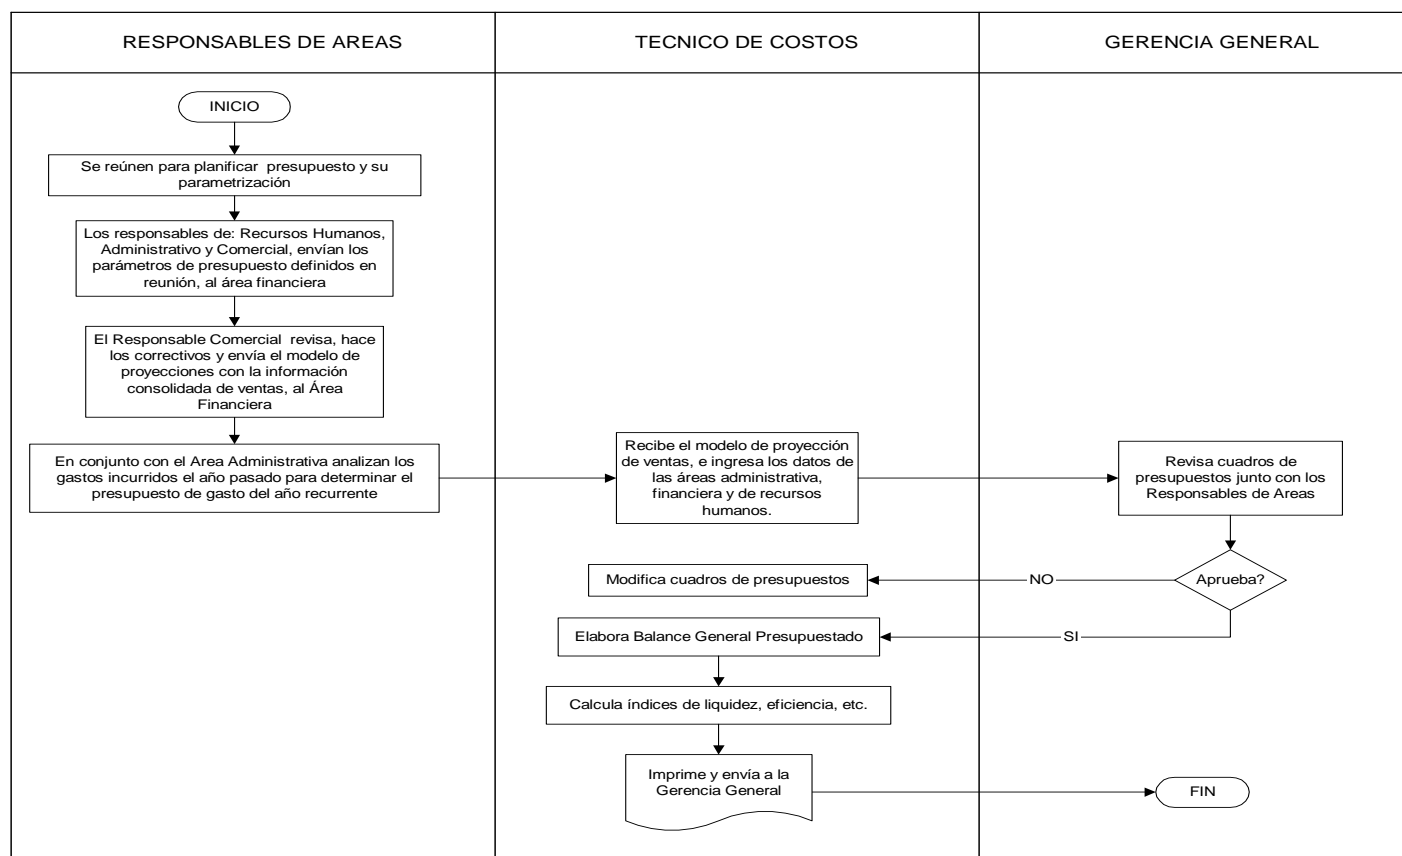 RESPONSABLES DE AREAS
TECNICO DE COSTOS
GERENCIA GENERAL
INICIO
Se reúnen para planificar presupuesto y su
parametrización
Los responsables de: Recursos Humanos,
Administrativo y Comercial, envían los
parámetros de presupuesto definidos en
reunión, al área financiera
El Responsable Comercial revisa, hace
los correctivos y envía el modelo de
proyecciones con la información
consolidada de ventas, al Área
Financiera
En conjunto con el Area Administrativa analizan los
gastos incurridos el año pasado para determinar el
presupuesto de gasto del año recurrente
Recibe el modelo de proyección
de ventas, e ingresa los datos de
las áreas administrativa,
financiera y de recursos
humanos.
Revisa cuadros de
presupuestos junto con los
Responsables de Areas
Aprueba?
NO
Modifica cuadros de presupuestos
SI
Elabora Balance General Presupuestado
Calcula índices de liquidez, eficiencia, etc.
Imprime y envía a la
Gerencia General
FIN